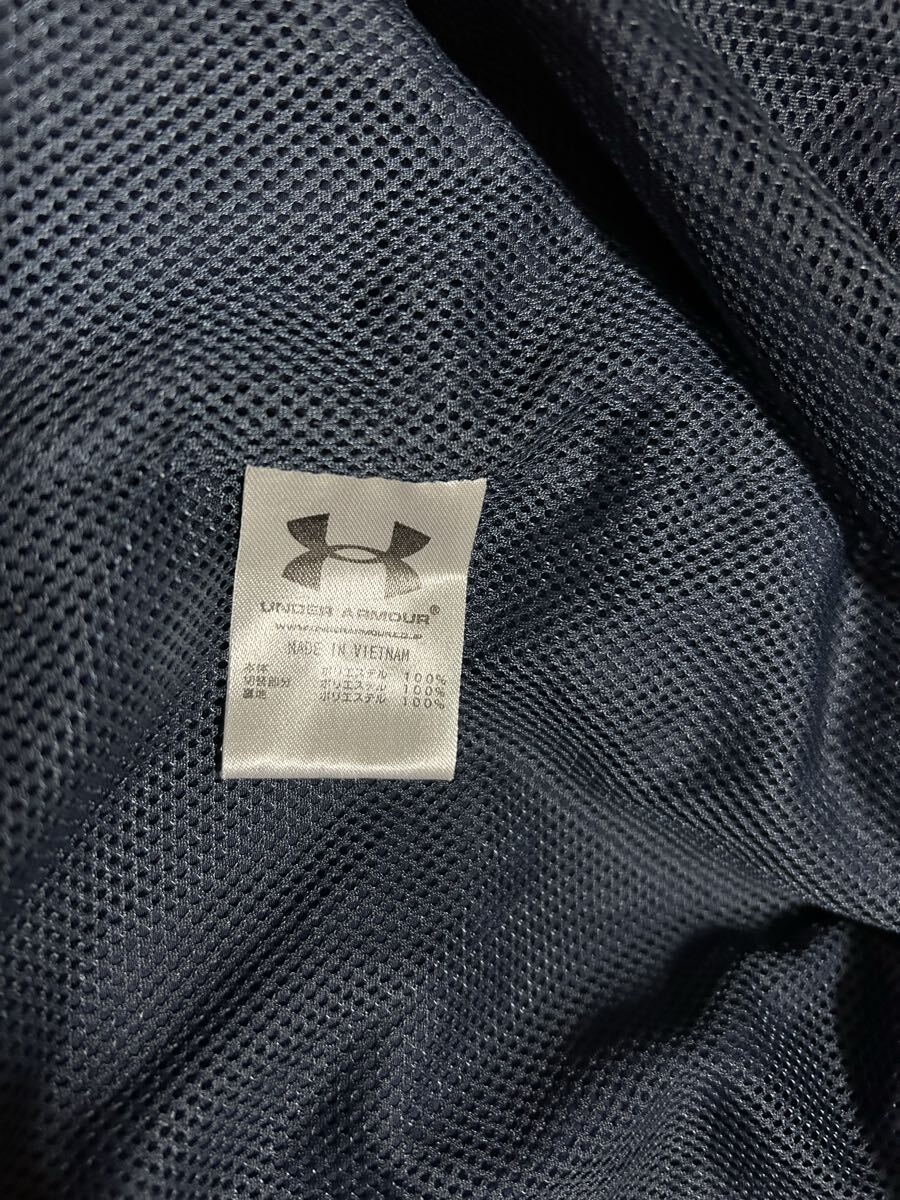 UNDER ARMOUR®
WWW.UNDERARMOUR.CO.JP
MADE IN VIETNAM
本体 ポリエステル 100%
切替部分 ポリエステル 100%
裏地 ポリエステル 100%